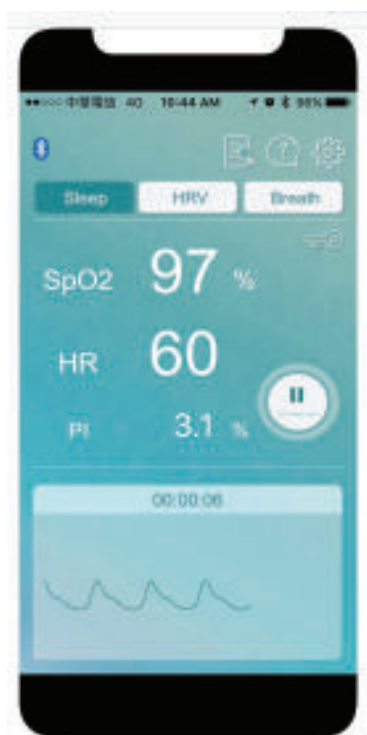 中華電信 4G 10:44 AM 96%
Sleep HRV Breath
SpO2 97 %
HR 60
PI 3.1 %
00:00:06